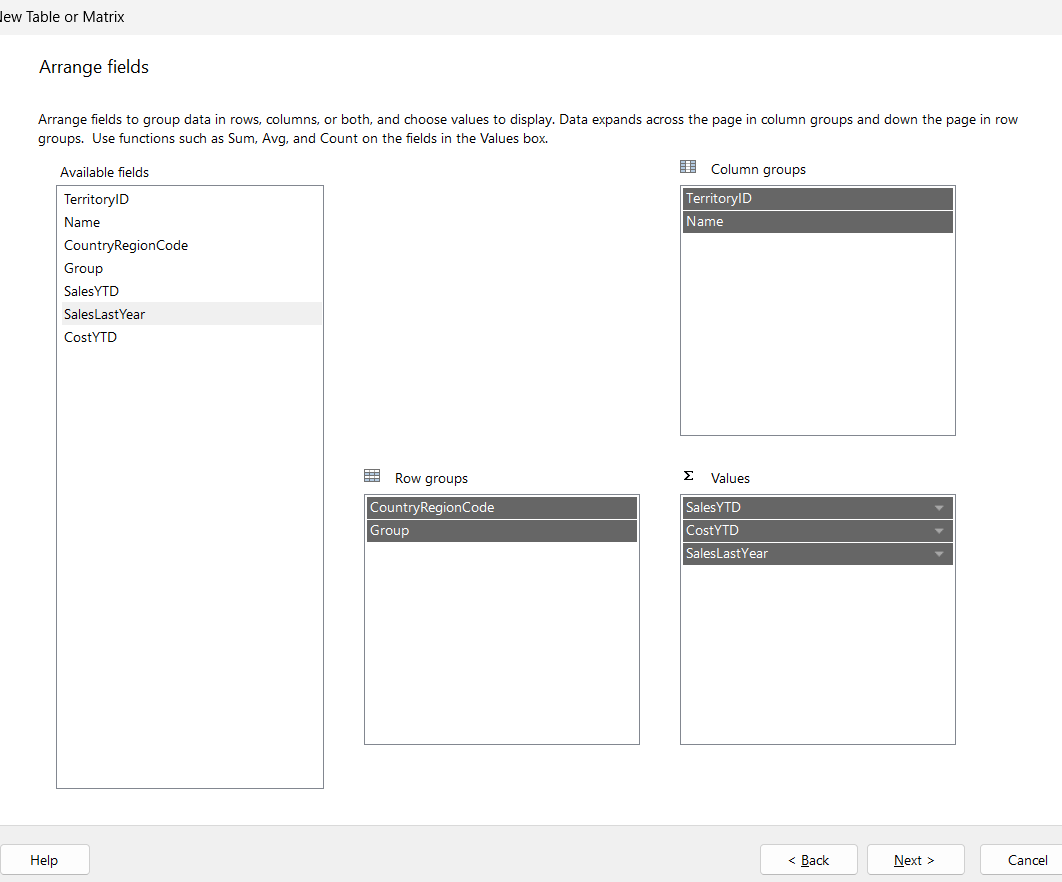 New Table or Matrix
Arrange fields
Arrange fields to group data in rows, columns, or both, and choose values to display. Data expands across the page in column groups and down the page in row
groups.  Use functions such as Sum, Avg, and Count on the fields in the Values box.
Available fields
TerritoryID
Name
CountryRegionCode
Group
SalesYTD
SalesLastYear
CostYTD
Column groups
TerritoryID
Name
Row groups
CountryRegionCode
Group
Σ Values
SalesYTD
CostYTD
SalesLastYear
Help
< Back
Next >
Cancel